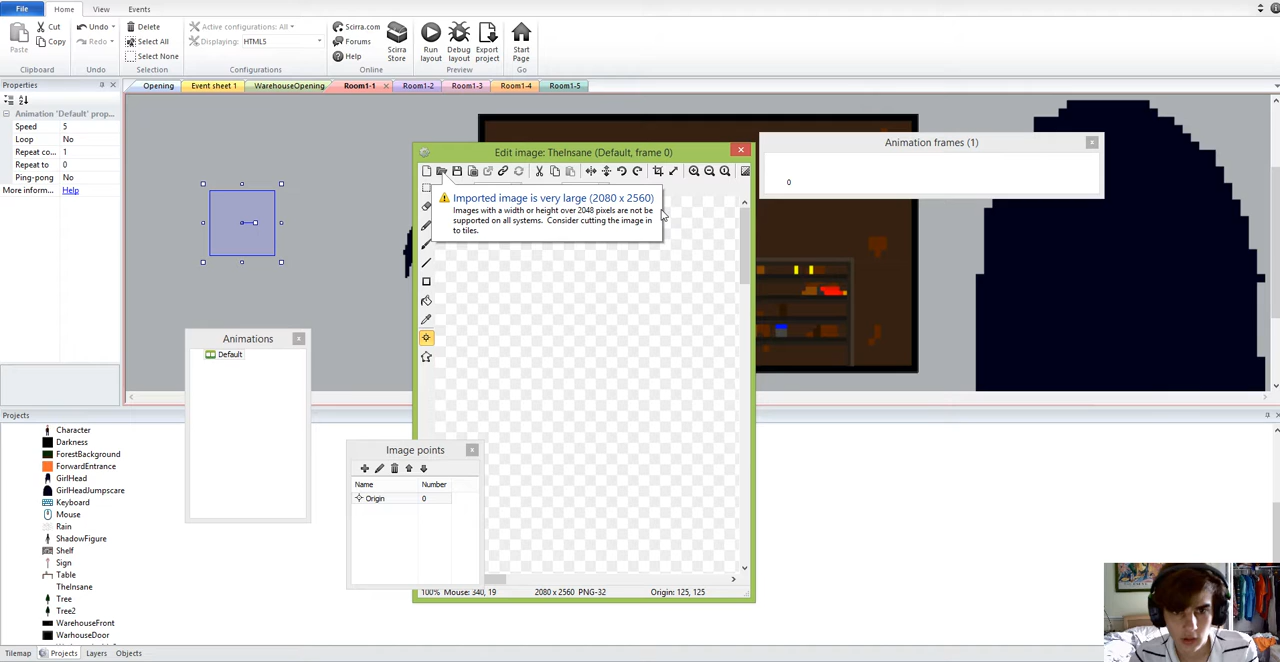 File Home View Events
Paste Cut Copy Undo Redo Delete Select All Select None Active configurations: All Displaying: HTML5 Scirra.com Forums Help Scirra Store Run layout Debug layout Export project Start Page
Clipboard Undo Selection Configurations Online Preview Go
Properties
Opening Event sheet 1 WarehouseOpening Room1-1 Room1-2 Room1-3 Room1-4 Room1-5
Animation 'Default' prop...
Speed 5
Loop No
Repeat co... 1
Repeat to 0
Ping-pong No
More inform... Help
Edit image: TheInsane (Default, frame 0)
Imported image is very large (2080 x 2560)
Images with a width or height over 2048 pixels are not be
supported on all systems. Consider cutting the image in
to tiles.
Animation frames (1)
0
Animations
Default
Image points
Name Number
Origin 0
100% Mouse: 340, 19 2080 x 2560 PNG-32 Origin: 125, 125
Projects
Character
Darkness
ForestBackground
ForwardEntrance
GirlHead
GirlHeadJumpscare
Keyboard
Mouse
Rain
ShadowFigure
Shelf
Sign
Table
TheInsane
Tree
Tree2
WarehouseFront
WarhouseDoor
Tilemap Projects Layers Objects